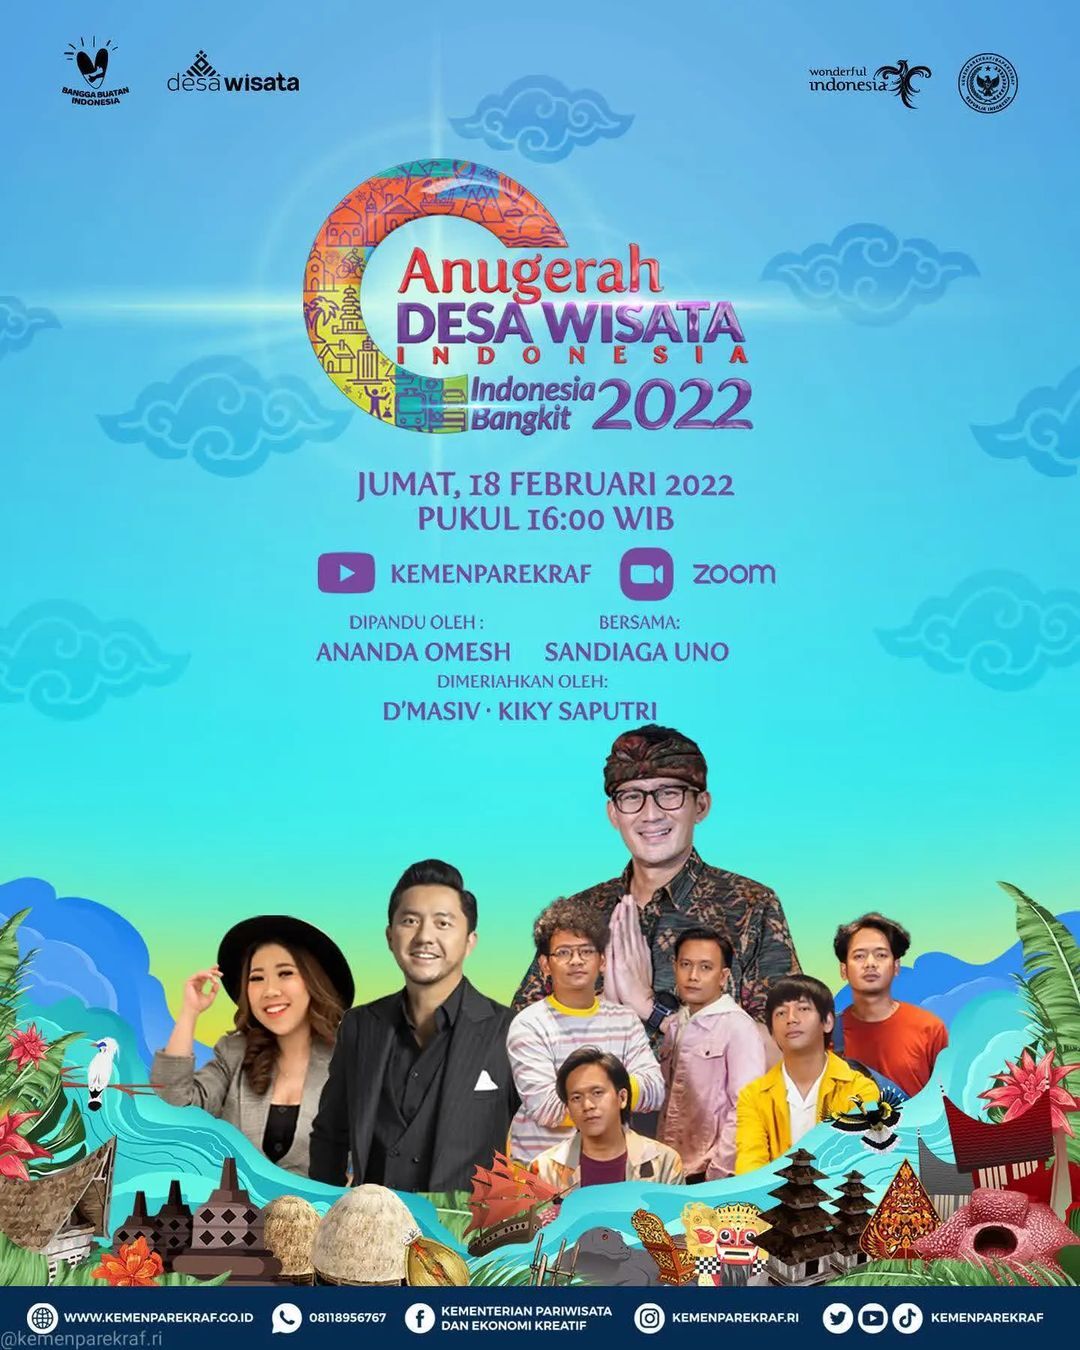 BANGGA BUATAN
INDONESIA
desa wisata
wonderful
indonesia
Anugerah
DESA WISATA
INDONESIA
Indonesia
Bangkit 2022
JUMAT, 18 FEBRUARI 2022
PUKUL 16:00 WIB
KEMENPAREKRAF
zoom
DIPANDU OLEH :
BERSAMA:
ANANDA OMESH
SANDIAGA UNO
DIMERIAHKAN OLEH:
D'MASIV · KIKY SAPUTRI
WWW.KEMENPAREKRAF.GO.ID
08118956767
KEMENTERIAN PARIWISATA
DAN EKONOMI KREATIF
KEMENPAREKRAF.RI
KEMENPAREKRAF
@kemenparekraf.ri